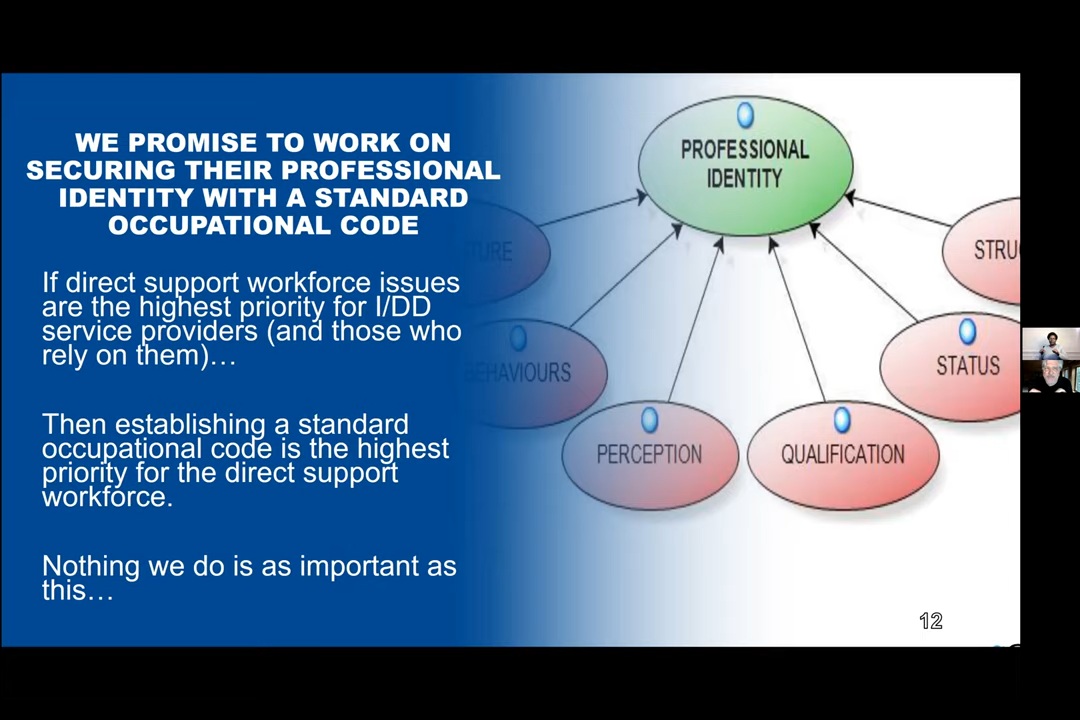 WE PROMISE TO WORK ON
SECURING THEIR PROFESSIONAL
IDENTITY WITH A STANDARD
OCCUPATIONAL CODE
If direct support workforce issues
are the highest priority for I/DD
service providers (and those who
rely on them)…
Then establishing a standard
occupational code is the highest
priority for the direct support
workforce.
Nothing we do is as important as
this…
PROFESSIONAL
IDENTITY
TURE
STRU
BEHAVIOURS
STATUS
PERCEPTION
QUALIFICATION
12